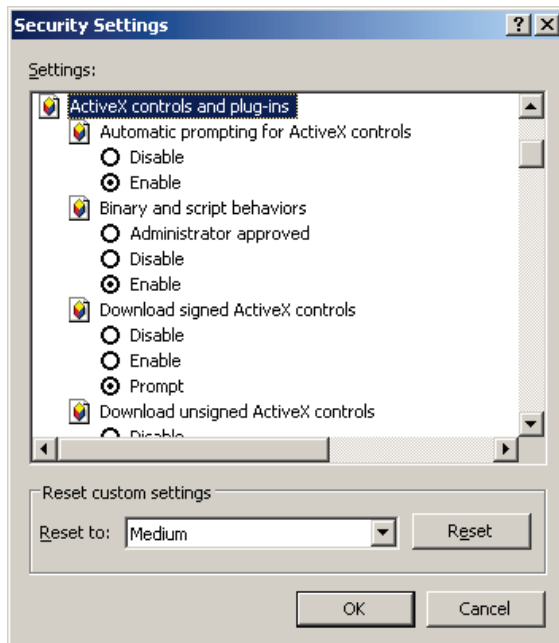 Security Settings
Settings:
ActiveX controls and plug-ins
Automatic prompting for ActiveX controls
Disable
Enable
Binary and script behaviors
Administrator approved
Disable
Enable
Download signed ActiveX controls
Disable
Enable
Prompt
Download unsigned ActiveX controls
Disable
Reset custom settings
Reset to: Medium Reset
OK Cancel